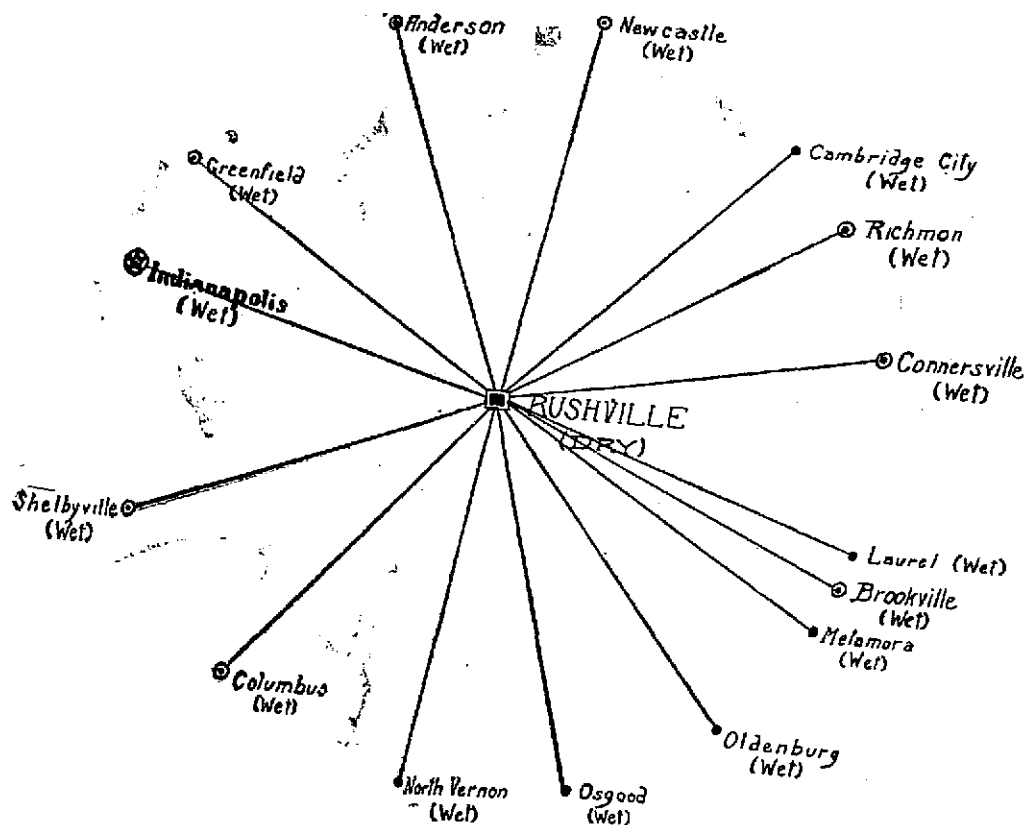 Anderson
(Wet)
Newcastle
(Wet)
Greenfield
(Wet)
Cambridge City
(Wet)
Richmon
(Wet)
Indianapolis
(Wet)
Connersville
(Wet)
RUSHVILLE
(DRY)
Shelbyville
(Wet)
Laurel (Wet)
Brookville
(Wet)
Metamora
(Wet)
Columbus
(Wet)
Oldenburg
(Wet)
North Vernon
(Wet)
Osgood
(Wet)